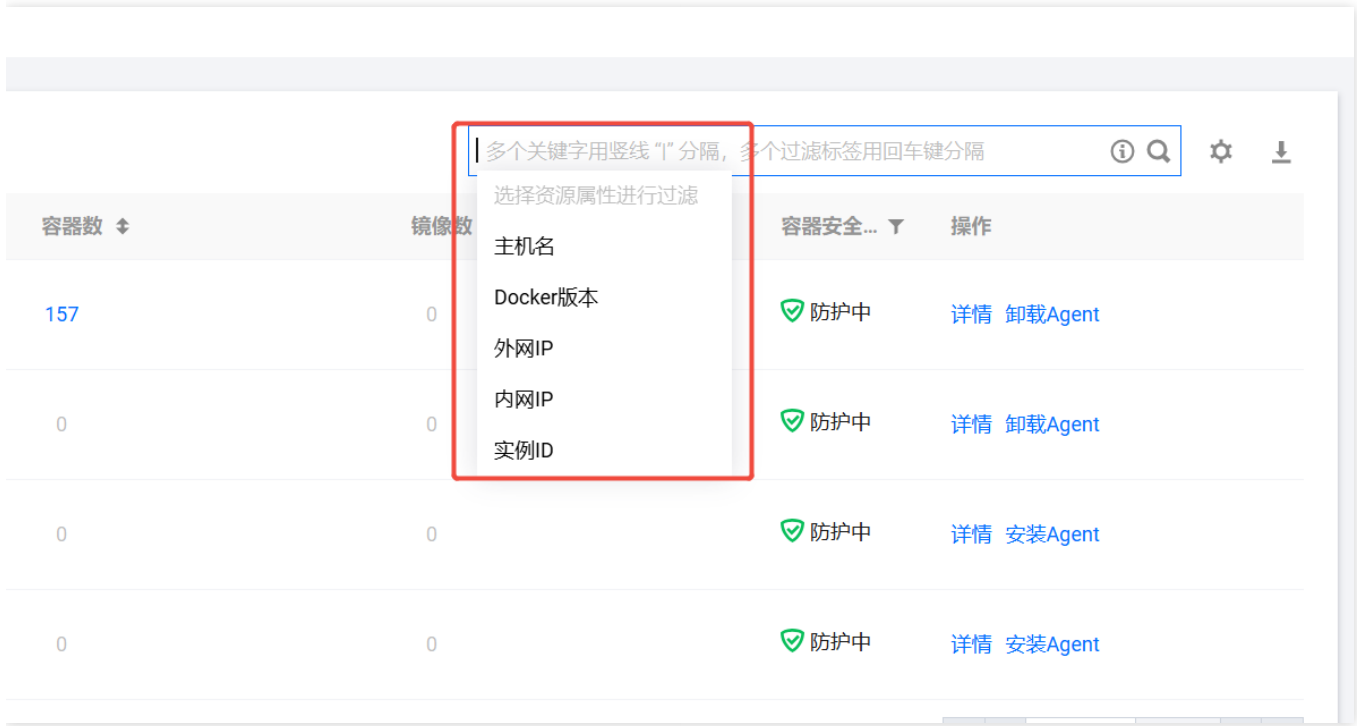 多个关键字用竖线 “|” 分隔，多个过滤标签用回车键分隔
选择资源属性进行过滤
主机名
Docker版本
外网IP
内网IP
实例ID
容器数 镜像数 容器安全... 操作
157 0 防护中 详情 卸载Agent
0 0 防护中 详情 卸载Agent
0 0 防护中 详情 安装Agent
0 0 防护中 详情 安装Agent